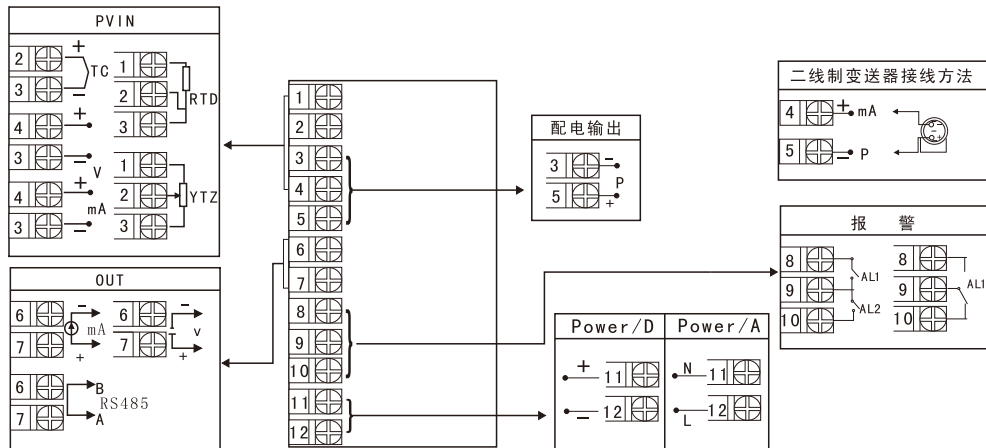 PVIN
2 + TC
3 −
1
2 RTD
3
4 +
3 − V
4 + mA
3 −
1
2 YTZ
3
OUT
6 − mA
7 +
6 − v
7 +
6 B
RS485
7 A
1
2
3
4
5
6
7
8
9
10
11
12
配电输出
3 −
P
5 +
Power/D
+ 11
− 12
Power/A
N 11
L 12
二线制变送器接线方法
4 + mA
5 − P
− − +
报 警
8 AL1
9
10 AL2
8
9 AL1
10